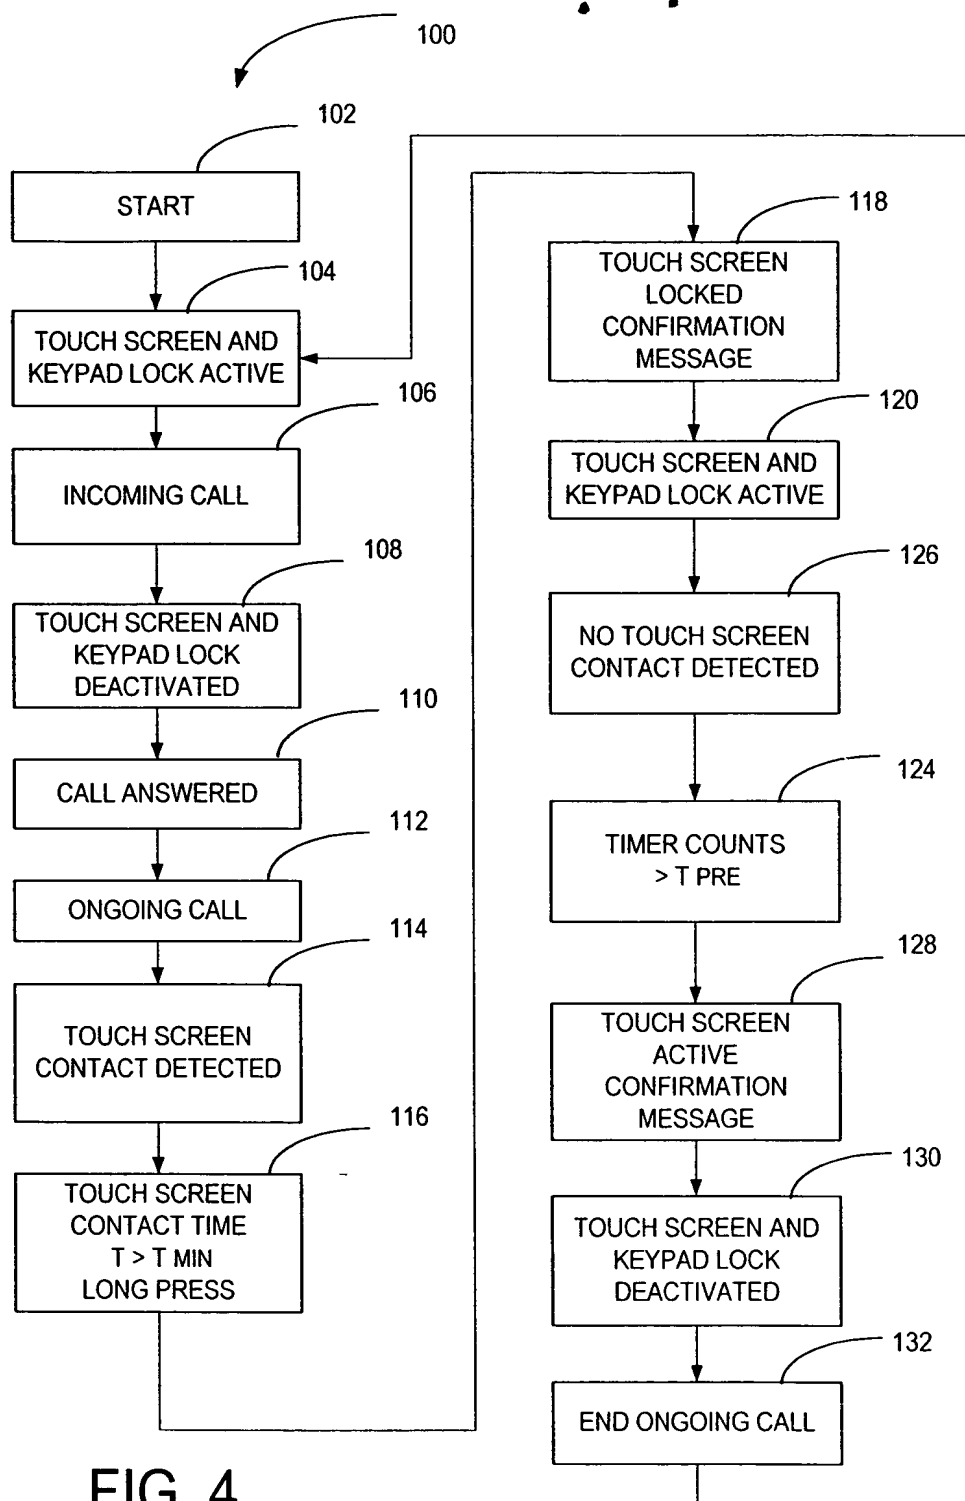 100
102
START
104
TOUCH SCREEN AND
KEYPAD LOCK ACTIVE
106
INCOMING CALL
108
TOUCH SCREEN AND
KEYPAD LOCK
DEACTIVATED
110
CALL ANSWERED
112
ONGOING CALL
114
TOUCH SCREEN
CONTACT DETECTED
116
TOUCH SCREEN
CONTACT TIME
T > T MIN
LONG PRESS
118
TOUCH SCREEN
LOCKED
CONFIRMATION
MESSAGE
120
TOUCH SCREEN AND
KEYPAD LOCK ACTIVE
126
NO TOUCH SCREEN
CONTACT DETECTED
124
TIMER COUNTS
> T PRE
128
TOUCH SCREEN
ACTIVE
CONFIRMATION
MESSAGE
130
TOUCH SCREEN AND
KEYPAD LOCK
DEACTIVATED
132
END ONGOING CALL
FIG. 4